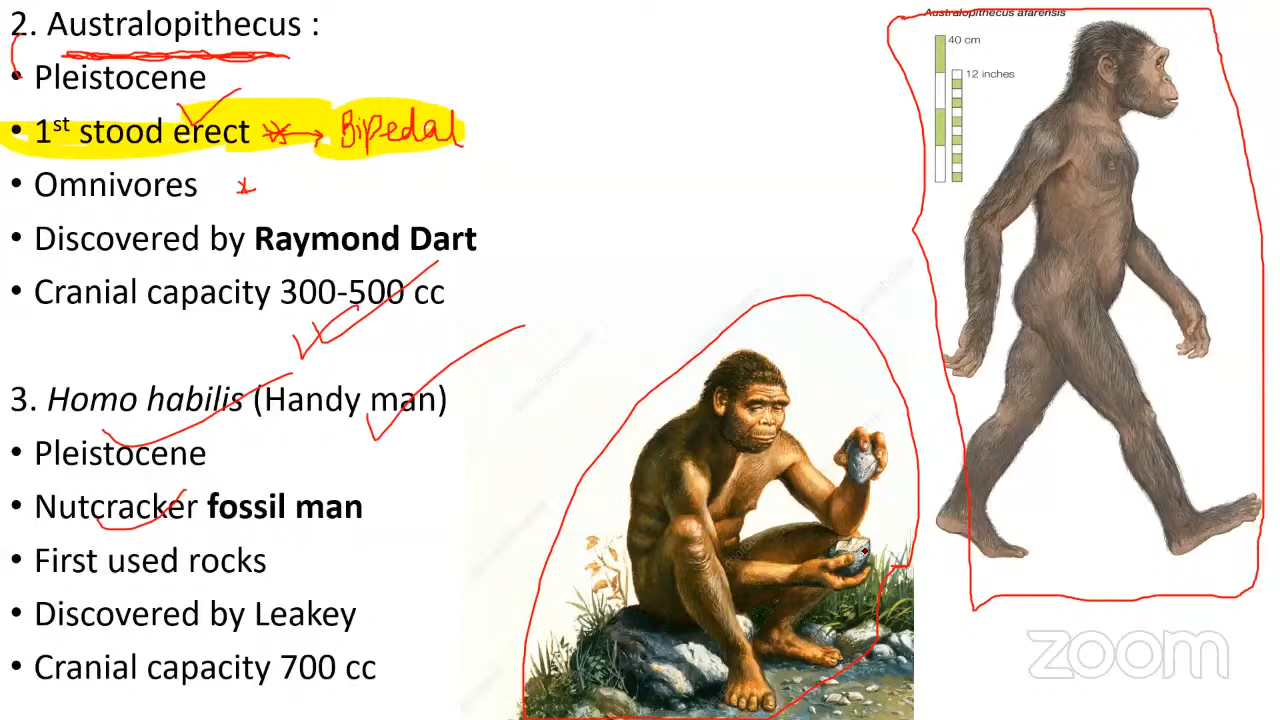 2. Australopithecus :
• Pleistocene
• 1st stood erect → Bipedal
• Omnivores
• Discovered by Raymond Dart
• Cranial capacity 300-500 cc
3. Homo habilis (Handy man)
• Pleistocene
• Nutcracker fossil man
• First used rocks
• Discovered by Leakey
• Cranial capacity 700 cc
Australopithecus afarensis
40 cm
12 inches
zoom